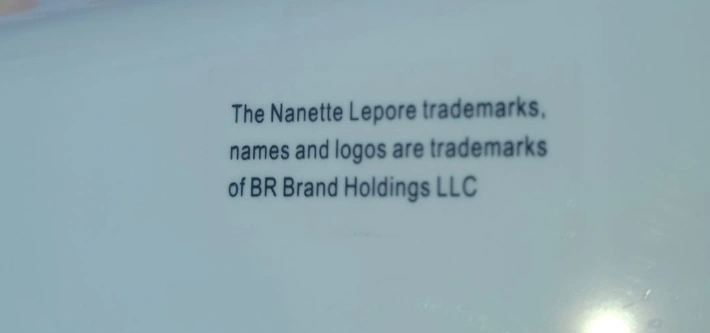 The Nanette Lepore trademarks,
names and logos are trademarks
of BR Brand Holdings LLC